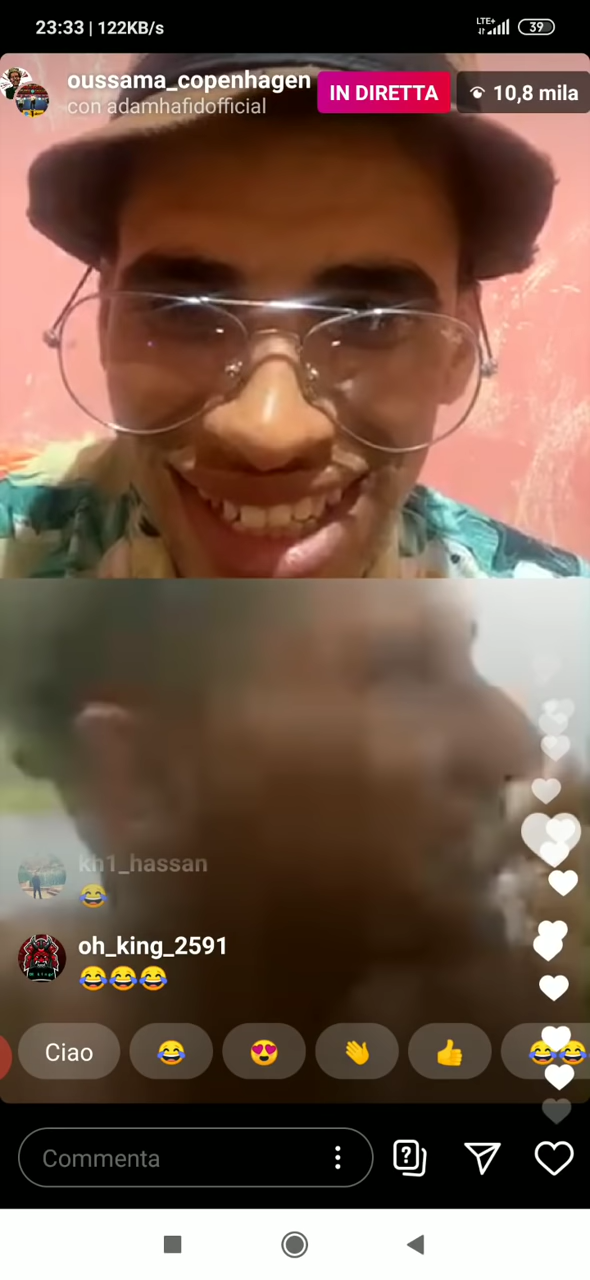 23:33 | 122KB/s
LTE+
39
oussama_copenhagen
con adamhafidofficial
IN DIRETTA
10,8 mila
kh1_hassan
😂
oh_king_2591
😂😂😂
Ciao
😂
😍
👋
👍
😂😂
Commenta